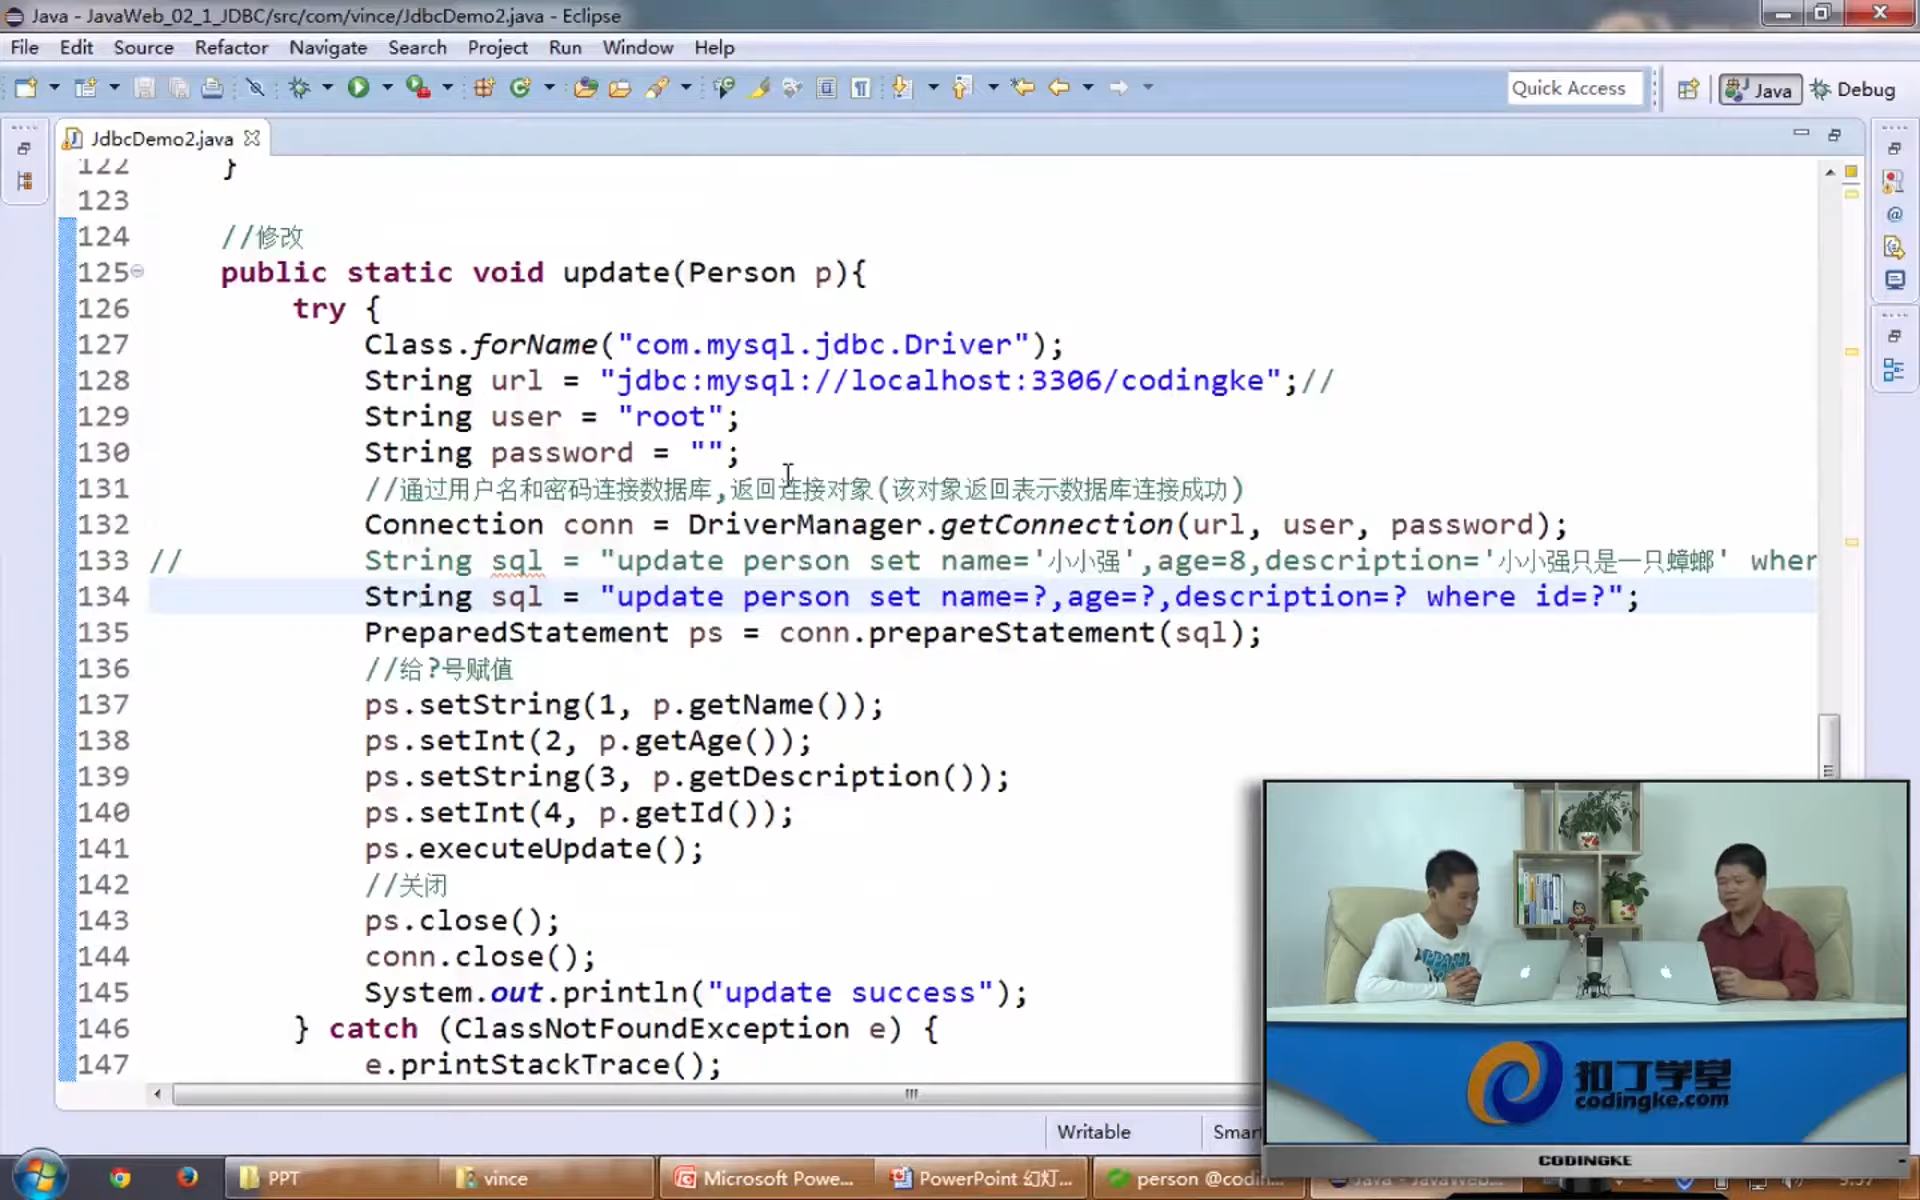 Java - JavaWeb_02_1_JDBC/src/com/vince/JdbcDemo2.java - Eclipse
File Edit Source Refactor Navigate Search Project Run Window Help
Quick Access
Java
Debug
JdbcDemo2.java
122 }
123
124 //修改
125 public static void update(Person p){
126 try {
127 Class.forName("com.mysql.jdbc.Driver");
128 String url = "jdbc:mysql://localhost:3306/codingke";//
129 String user = "root";
130 String password = "";
131 //通过用户名和密码连接数据库,返回连接对象(该对象返回表示数据库连接成功)
132 Connection conn = DriverManager.getConnection(url, user, password);
133 // String sql = "update person set name='小小强',age=8,description='小小强只是一只蟑螂' wher
134 String sql = "update person set name=?,age=?,description=? where id=?";
135 PreparedStatement ps = conn.prepareStatement(sql);
136 //给?号赋值
137 ps.setString(1, p.getName());
138 ps.setInt(2, p.getAge());
139 ps.setString(3, p.getDescription());
140 ps.setInt(4, p.getId());
141 ps.executeUpdate();
142 //关闭
143 ps.close();
144 conn.close();
145 System.out.println("update success");
146 } catch (ClassNotFoundException e) {
147 e.printStackTrace();
扣丁学堂
codingke.com
CODINGKE
Writable
Smar
PPT
vince
Microsoft Powe...
PowerPoint 幻灯...
person @codin...
Java - JavaWeb...